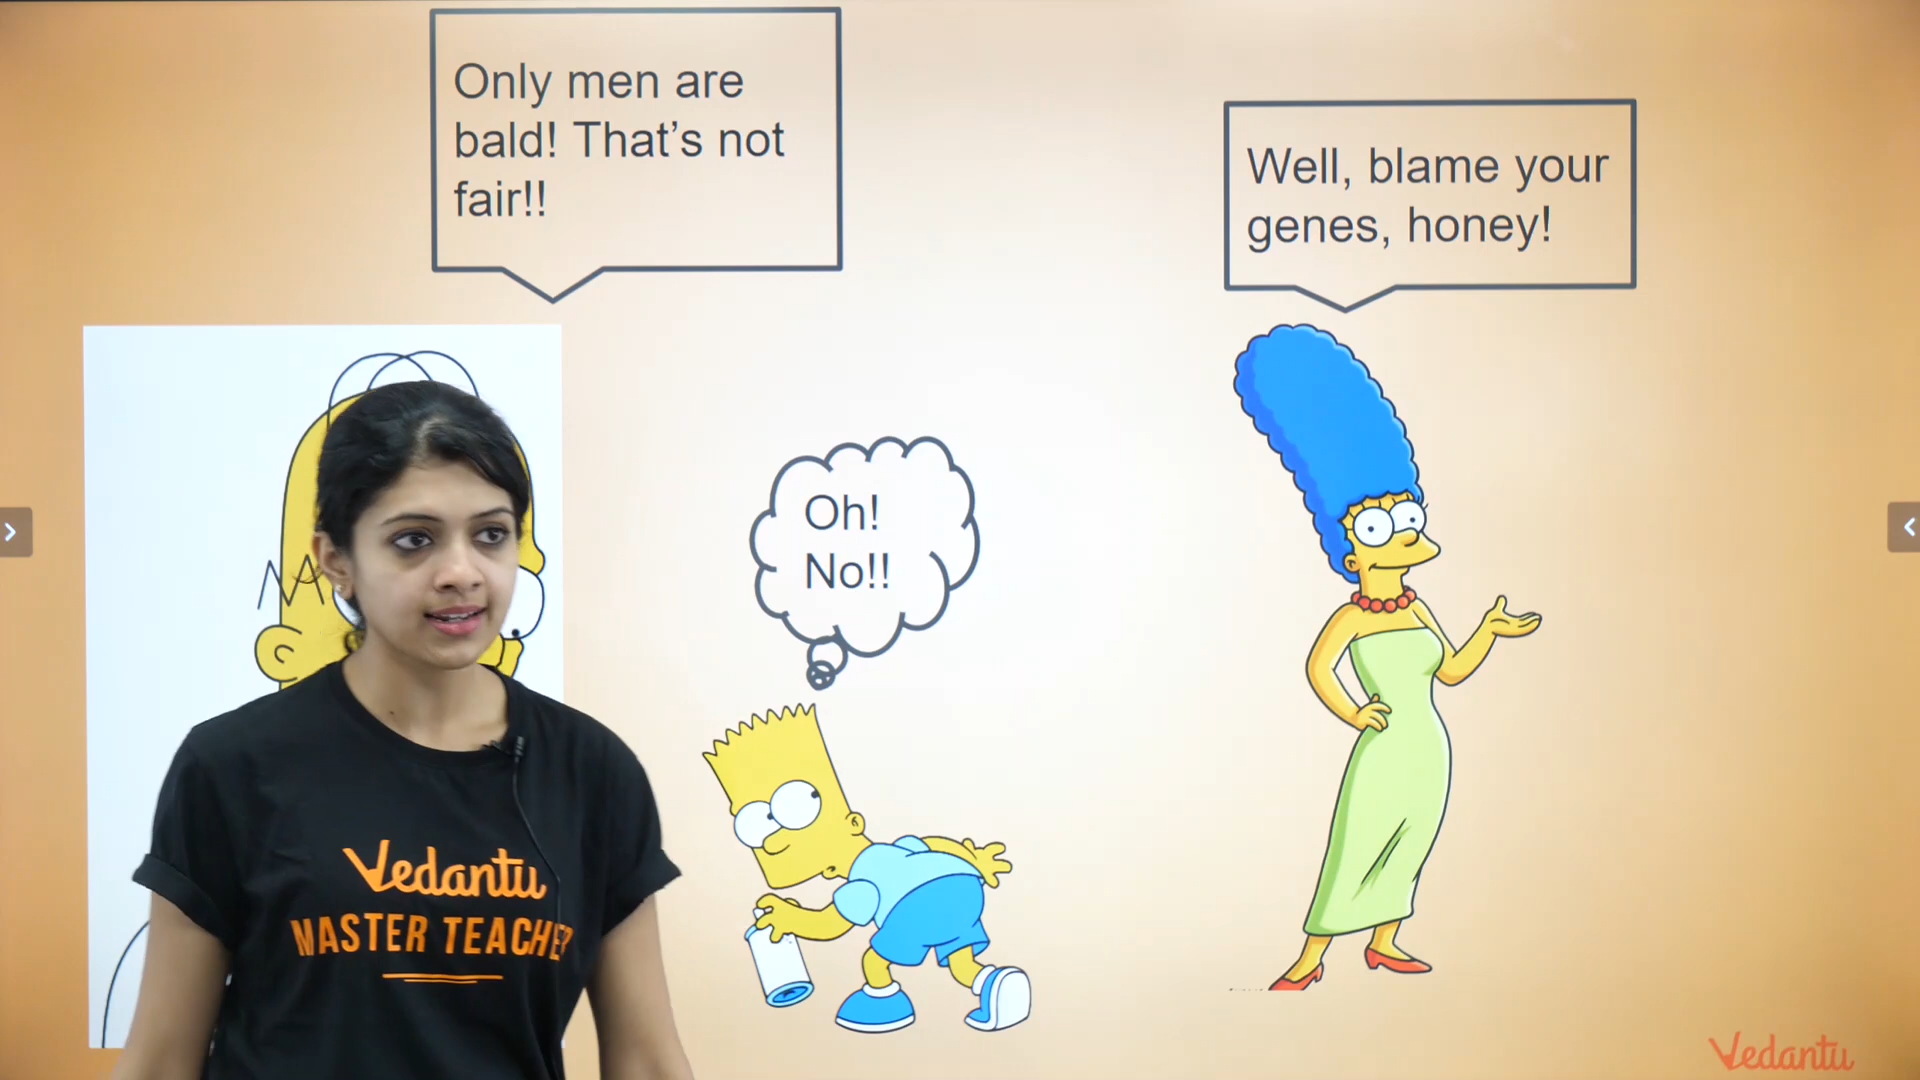 Only men are
bald! That’s not
fair!!
Well, blame your
genes, honey!
Oh!
No!!
Vedantu
MASTER TEACHER
Vedantu